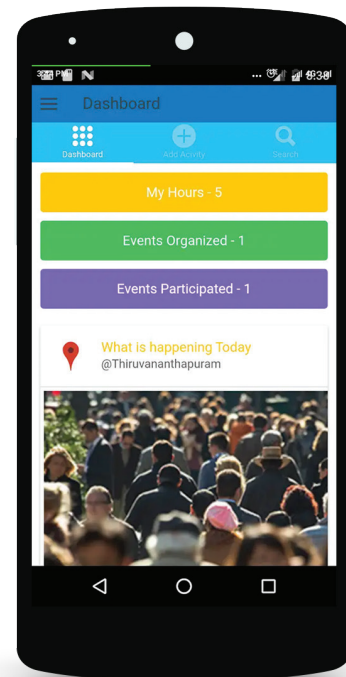 Dashboard
Dashboard
Add Activity
Search
My Hours - 5
Events Organized - 1
Events Participated - 1
What is happening Today
@Thiruvananthapuram